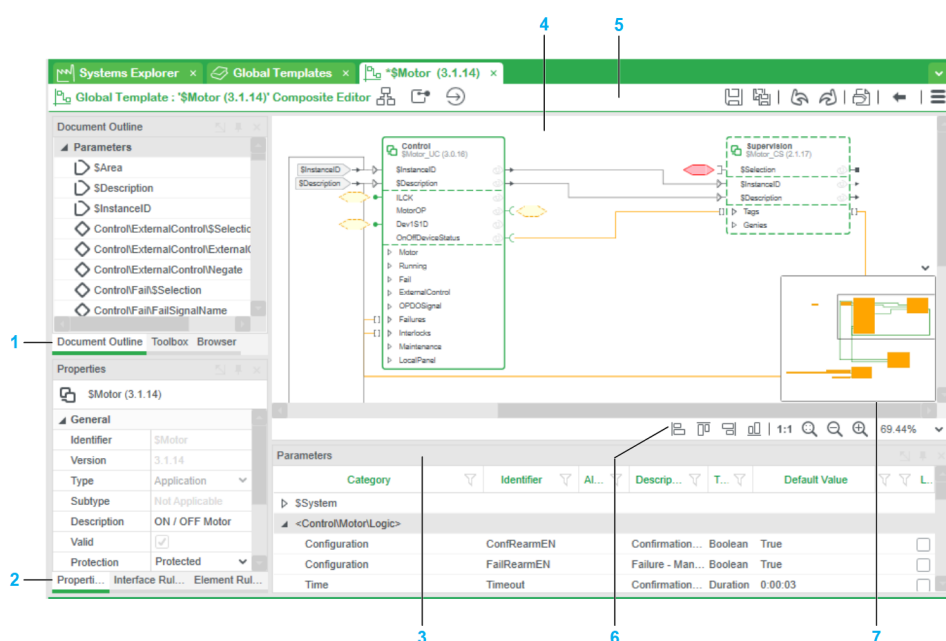 4
5
Systems Explorer ×
Global Templates ×
*$Motor (3.1.14) ×
Global Template : '$Motor (3.1.14)' Composite Editor
Document Outline
Parameters
$Area
$Description
$InstanceID
Control\ExternalControl\$Selectic
Control\ExternalControl\ExternalC
Control\ExternalControl\Negate
Control\Fail\$Selection
Control\Fail\FailSignalName
1
Document Outline Toolbox Browser
Properties
$Motor (3.1.14)
General
Identifier $Motor
Version 3.1.14
Type Application
Subtype Not Applicable
Description ON / OFF Motor
Valid
Protection Protected
2
Properti... Interface Rul... Element Rul...
$InstanceID
$Description
Control
$Motor_UC (3.0.16)
$InstanceID
$Description
ILCK
MotorOP
Dev1S1D
OnOffDeviceStatus
Motor
Running
Fail
ExternalControl
OPDOSignal
Failures
Interlocks
Maintenance
LocalPanel
Supervision
$Motor_CS (2.1.17)
$Selection
$InstanceID
$Description
Tags
Genies
1:1 69.44%
Parameters
Category Identifier Al... Descrip... T... Default Value L..
$System
<Control\Motor\Logic>
Configuration ConfRearmEN Confirmation... Boolean True
Configuration FailRearmEN Failure - Man... Boolean True
Time Timeout Confirmation... Duration 0:00:03
3
6
7